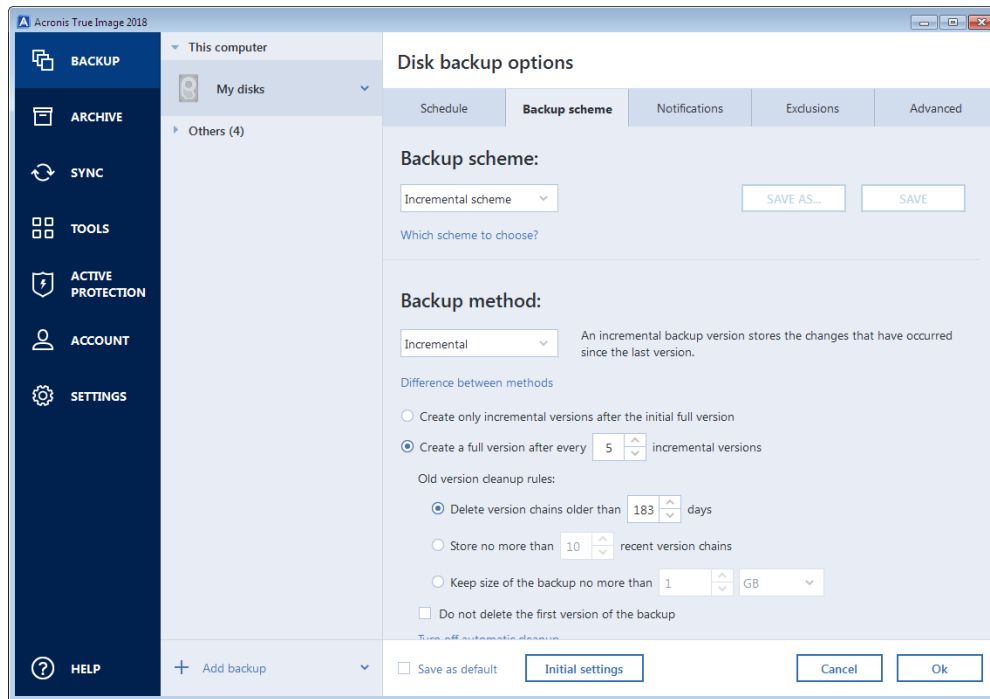 Acronis True Image 2018
BACKUP
ARCHIVE
SYNC
TOOLS
ACTIVE
PROTECTION
ACCOUNT
SETTINGS
HELP
This computer
My disks
Others (4)
Add backup
Disk backup options
Schedule
Backup scheme
Notifications
Exclusions
Advanced
Backup scheme:
Incremental scheme
SAVE AS...
SAVE
Which scheme to choose?
Backup method:
Incremental
An incremental backup version stores the changes that have occurred
since the last version.
Difference between methods
Create only incremental versions after the initial full version
Create a full version after every 5 incremental versions
Old version cleanup rules:
Delete version chains older than 183 days
Store no more than 10 recent version chains
Keep size of the backup no more than 1 GB
Do not delete the first version of the backup
Turn off automatic cleanup
Save as default
Initial settings
Cancel
Ok